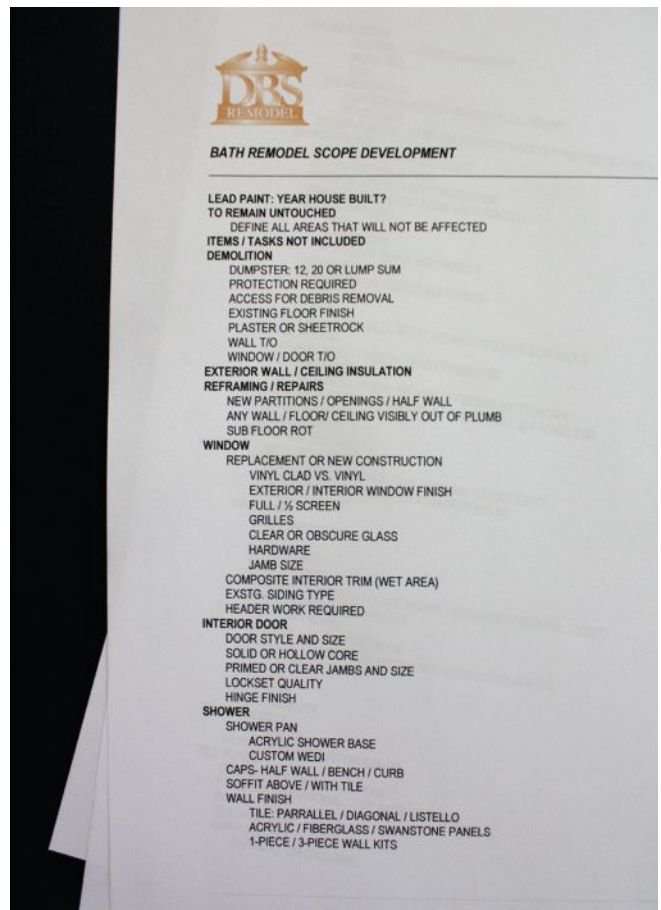 DBS
REMODEL
BATH REMODEL SCOPE DEVELOPMENT
LEAD PAINT: YEAR HOUSE BUILT?
TO REMAIN UNTOUCHED
DEFINE ALL AREAS THAT WILL NOT BE AFFECTED
ITEMS / TASKS NOT INCLUDED
DEMOLITION
DUMPSTER: 12, 20 OR LUMP SUM
PROTECTION REQUIRED
ACCESS FOR DEBRIS REMOVAL
EXISTING FLOOR FINISH
PLASTER OR SHEETROCK
WALL T/O
WINDOW / DOOR T/O
EXTERIOR WALL / CEILING INSULATION
REFRAMING / REPAIRS
NEW PARTITIONS / OPENINGS / HALF WALL
ANY WALL / FLOOR/ CEILING VISIBLY OUT OF PLUMB
SUB FLOOR ROT
WINDOW
REPLACEMENT OR NEW CONSTRUCTION
VINYL CLAD VS. VINYL
EXTERIOR / INTERIOR WINDOW FINISH
FULL / ½ SCREEN
GRILLES
CLEAR OR OBSCURE GLASS
HARDWARE
JAMB SIZE
COMPOSITE INTERIOR TRIM (WET AREA)
EXSTG. SIDING TYPE
HEADER WORK REQUIRED
INTERIOR DOOR
DOOR STYLE AND SIZE
SOLID OR HOLLOW CORE
PRIMED OR CLEAR JAMBS AND SIZE
LOCKSET QUALITY
HINGE FINISH
SHOWER
SHOWER PAN
ACRYLIC SHOWER BASE
CUSTOM WEDI
CAPS- HALF WALL / BENCH / CURB
SOFFIT ABOVE / WITH TILE
WALL FINISH
TILE: PARRALLEL / DIAGONAL / LISTELLO
ACRYLIC / FIBERGLASS / SWANSTONE PANELS
1-PIECE / 3-PIECE WALL KITS